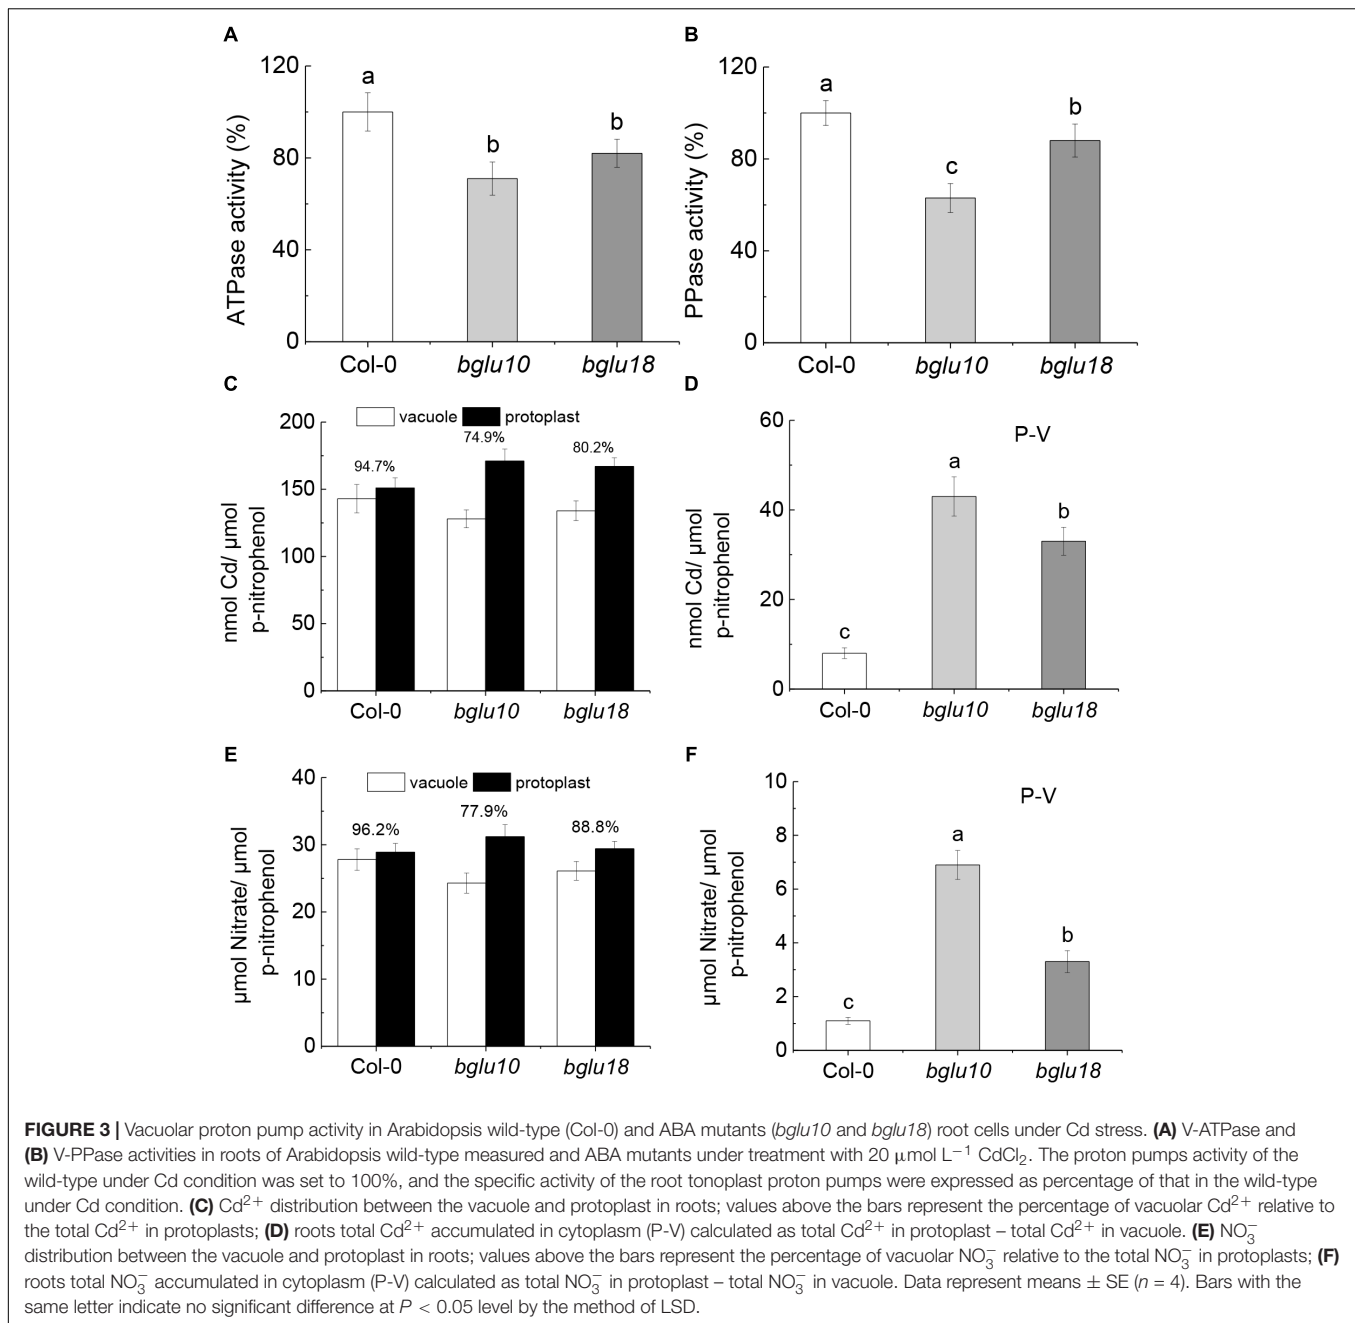 A
120
80
40
0
ATPase activity (%)
a
b
b
Col-0
bglu10
bglu18
B
120
80
40
0
PPase activity (%)
a
c
b
Col-0
bglu10
bglu18
C
vacuole protoplast
200
150
100
50
0
nmol Cd/ µmol
p-nitrophenol
94.7%
74.9%
80.2%
Col-0
bglu10
bglu18
D
P-V
60
40
20
0
nmol Cd/ µmol
p-nitrophenol
c
a
b
Col-0
bglu10
bglu18
E
vacuole protoplast
40
30
20
10
0
µmol Nitrate/ µmol
p-nitrophenol
96.2%
77.9%
88.8%
Col-0
bglu10
bglu18
F
P-V
10
8
6
4
2
0
µmol Nitrate/ µmol
p-nitrophenol
c
a
b
Col-0
bglu10
bglu18
FIGURE 3 | Vacuolar proton pump activity in Arabidopsis wild-type (Col-0) and ABA mutants (bglu10 and bglu18) root cells under Cd stress. (A) V-ATPase and
(B) V-PPase activities in roots of Arabidopsis wild-type measured and ABA mutants under treatment with 20 µmol L⁻¹ CdCl₂. The proton pumps activity of the
wild-type under Cd condition was set to 100%, and the specific activity of the root tonoplast proton pumps were expressed as percentage of that in the wild-type
under Cd condition. (C) Cd²⁺ distribution between the vacuole and protoplast in roots; values above the bars represent the percentage of vacuolar Cd²⁺ relative to
the total Cd²⁺ in protoplasts; (D) roots total Cd²⁺ accumulated in cytoplasm (P-V) calculated as total Cd²⁺ in protoplast – total Cd²⁺ in vacuole. (E) NO₃⁻
distribution between the vacuole and protoplast in roots; values above the bars represent the percentage of vacuolar NO₃⁻ relative to the total NO₃⁻ in protoplasts; (F)
roots total NO₃⁻ accumulated in cytoplasm (P-V) calculated as total NO₃⁻ in protoplast – total NO₃⁻ in vacuole. Data represent means ± SE (n = 4). Bars with the
same letter indicate no significant difference at P < 0.05 level by the method of LSD.